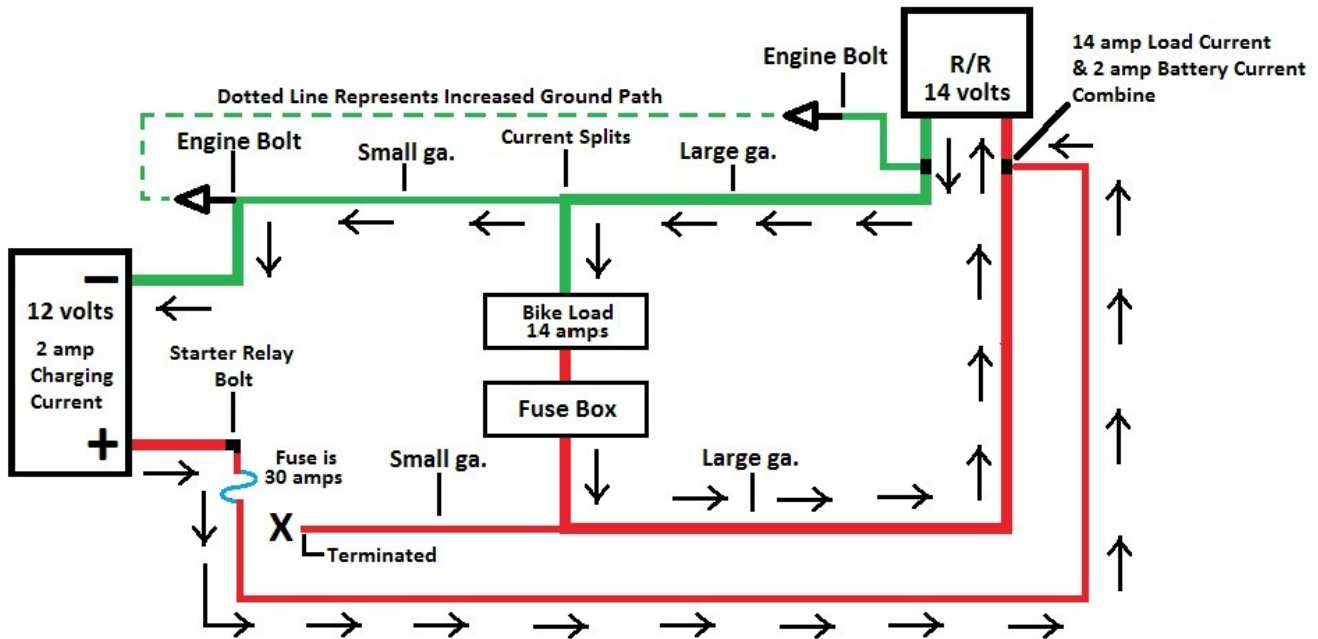 14 amp Load Current
& 2 amp Battery Current
Combine
R/R
14 volts
Engine Bolt
Dotted Line Represents Increased Ground Path
Engine Bolt
Small ga.
Current Splits
Large ga.
−
12 volts
2 amp
Charging
Current
+
Bike Load
14 amps
Starter Relay
Bolt
Fuse Box
Fuse is
30 amps
Small ga.
Large ga.
X
Terminated